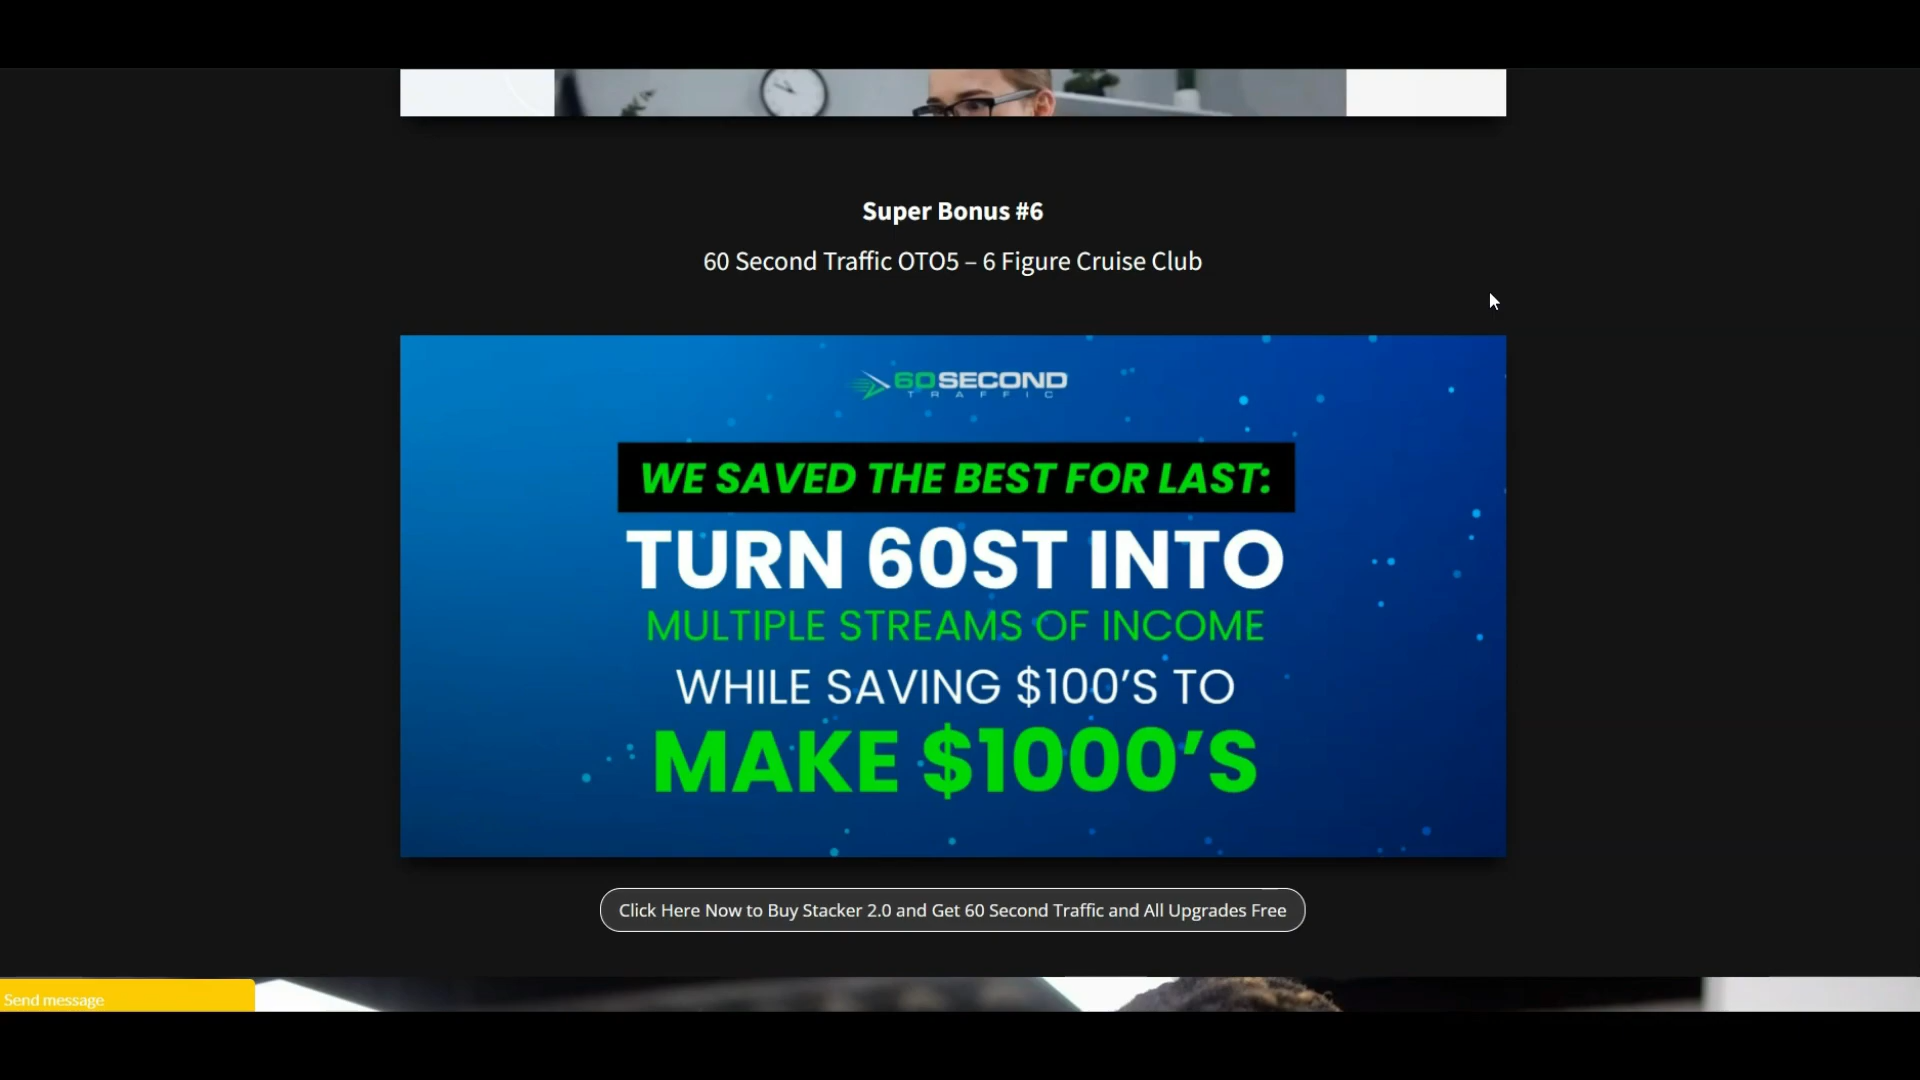 Super Bonus #6
60 Second Traffic OTO5 – 6 Figure Cruise Club
60SECOND
TRAFFIC
WE SAVED THE BEST FOR LAST:
TURN 60ST INTO
MULTIPLE STREAMS OF INCOME
WHILE SAVING $100'S TO
MAKE $1000'S
Click Here Now to Buy Stacker 2.0 and Get 60 Second Traffic and All Upgrades Free
Send message